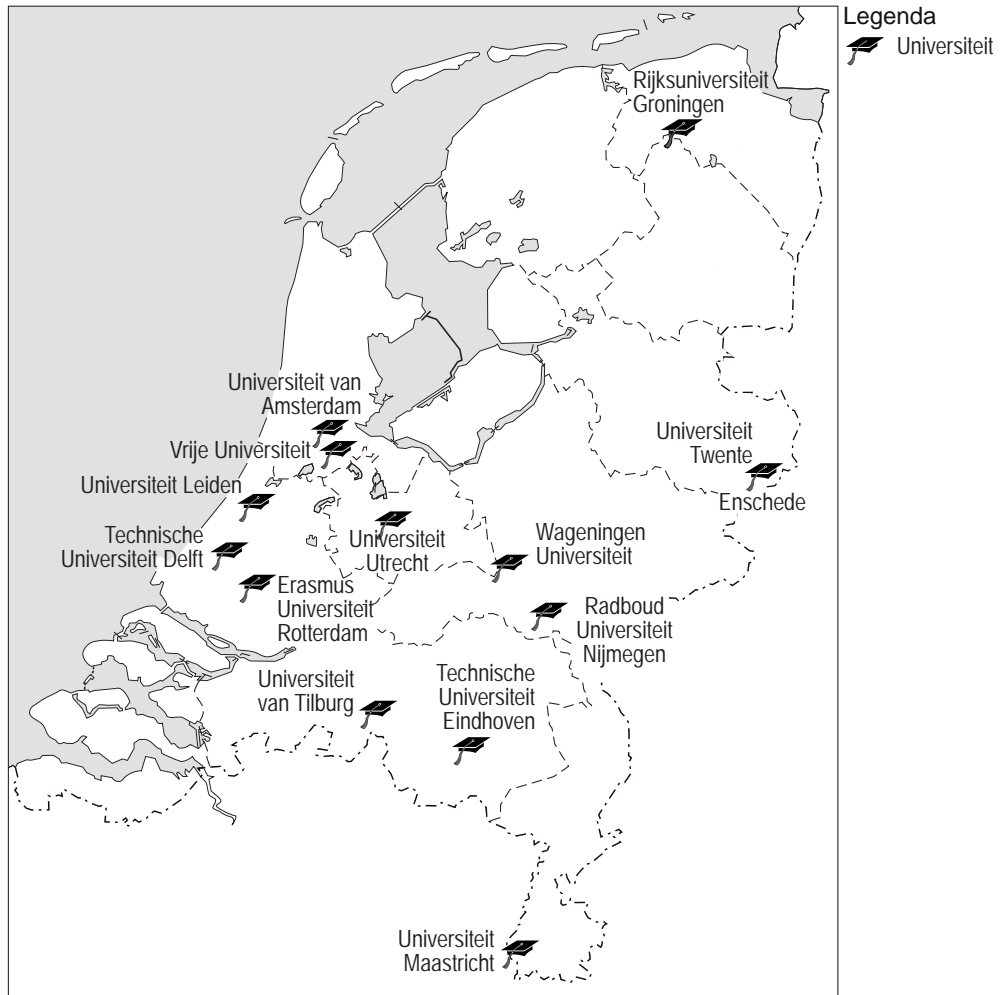 Legenda
Universiteit
Rijksuniversiteit
Groningen
Universiteit van
Amsterdam
Vrije Universiteit
Universiteit Leiden
Technische
Universiteit Delft
Erasmus
Universiteit
Rotterdam
Universiteit
Utrecht
Wageningen
Universiteit
Universiteit
Twente
Enschede
Radboud
Universiteit
Nijmegen
Universiteit
van Tilburg
Technische
Universiteit
Eindhoven
Universiteit
Maastricht